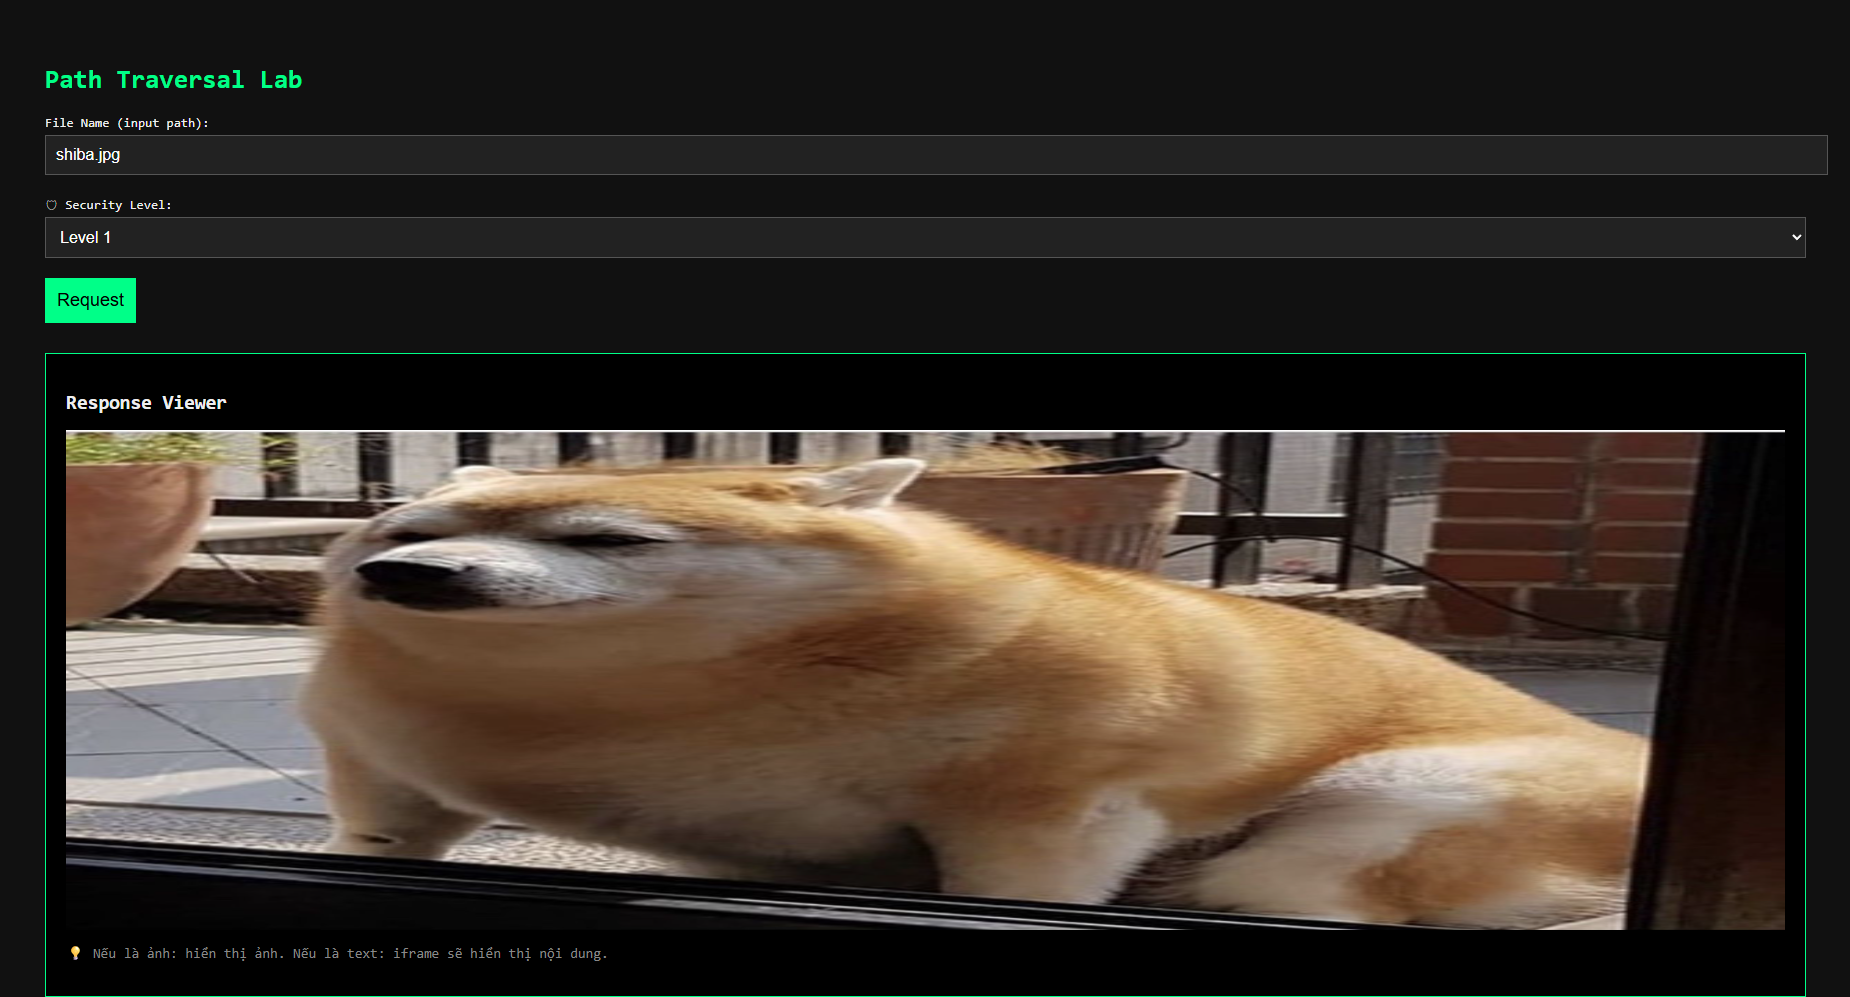 Path Traversal Lab
File Name (input path):
shiba.jpg
Security Level:
Level 1
Request
Response Viewer
Nếu là ảnh: hiển thị ảnh. Nếu là text: iframe sẽ hiển thị nội dung.